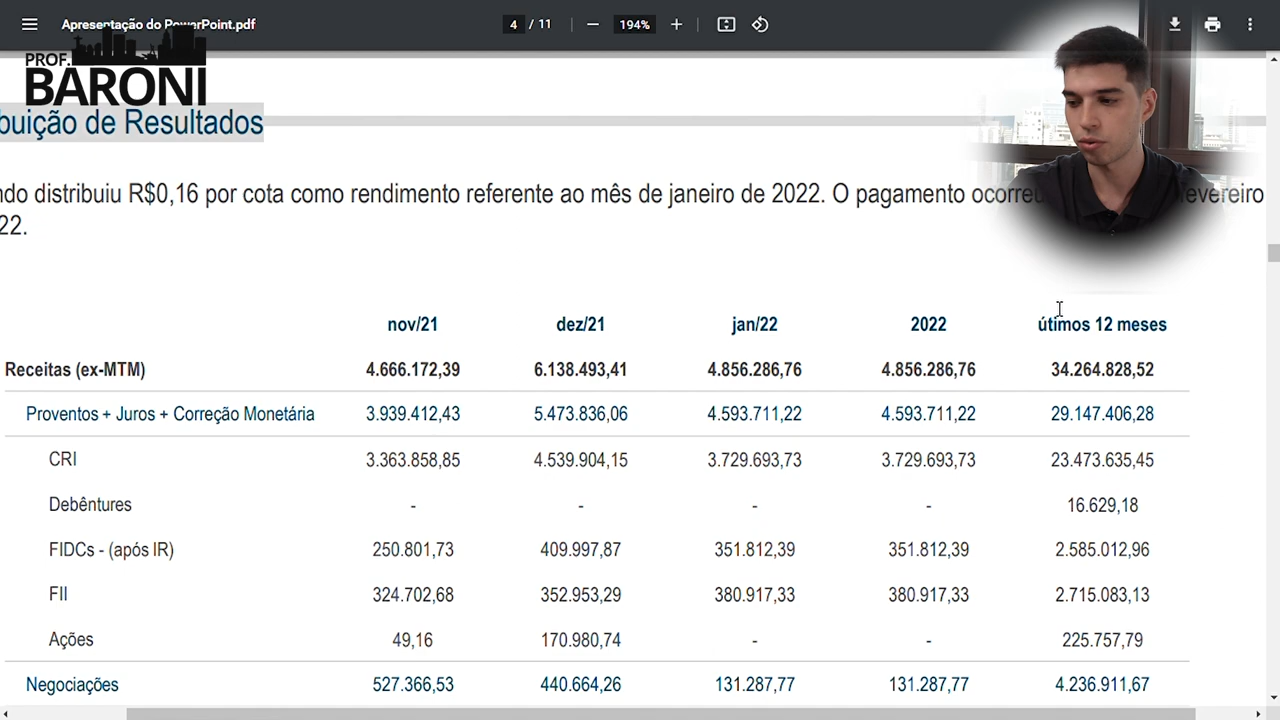 Apresentação do PowerPoint.pdf
4 / 11
194%
PROF.
BARONI
buição de Resultados
ndo distribuiu R$0,16 por cota como rendimento referente ao mês de janeiro de 2022. O pagamento ocorreu fevereiro
22.
nov/21 dez/21 jan/22 2022 útimos 12 meses
Receitas (ex-MTM) 4.666.172,39 6.138.493,41 4.856.286,76 4.856.286,76 34.264.828,52
Proventos + Juros + Correção Monetária 3.939.412,43 5.473.836,06 4.593.711,22 4.593.711,22 29.147.406,28
CRI 3.363.858,85 4.539.904,15 3.729.693,73 3.729.693,73 23.473.635,45
Debêntures - - - - 16.629,18
FIDCs - (após IR) 250.801,73 409.997,87 351.812,39 351.812,39 2.585.012,96
FII 324.702,68 352.953,29 380.917,33 380.917,33 2.715.083,13
Ações 49,16 170.980,74 - - 225.757,79
Negociações 527.366,53 440.664,26 131.287,77 131.287,77 4.236.911,67